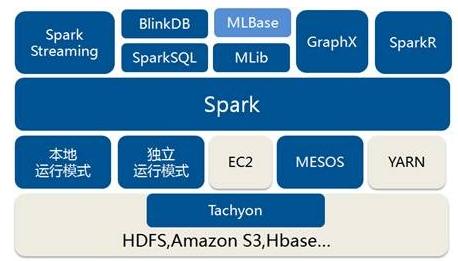 Spark
Streaming
BlinkDB
MLBase
SparkSQL
MLib
GraphX
SparkR
Spark
本地
运行模式
独立
运行模式
EC2
MESOS
YARN
Tachyon
HDFS,Amazon S3,Hbase...